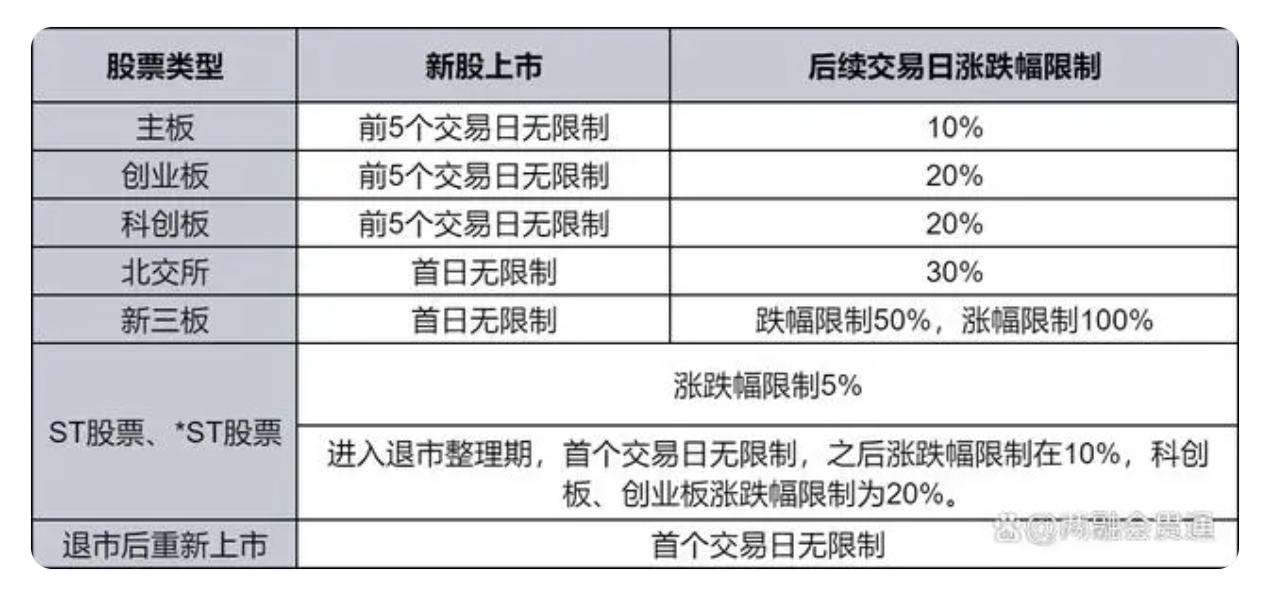 股票类型 新股上市 后续交易日涨跌幅限制
主板 前5个交易日无限制 10%
创业板 前5个交易日无限制 20%
科创板 前5个交易日无限制 20%
北交所 首日无限制 30%
新三板 首日无限制 跌幅限制50%，涨幅限制100%
ST股票、*ST股票
涨跌幅限制5%
进入退市整理期，首个交易日无限制，之后涨跌幅限制在10%，科创
板、创业板涨跌幅限制为20%。
退市后重新上市 首个交易日无限制
@两融会贯通